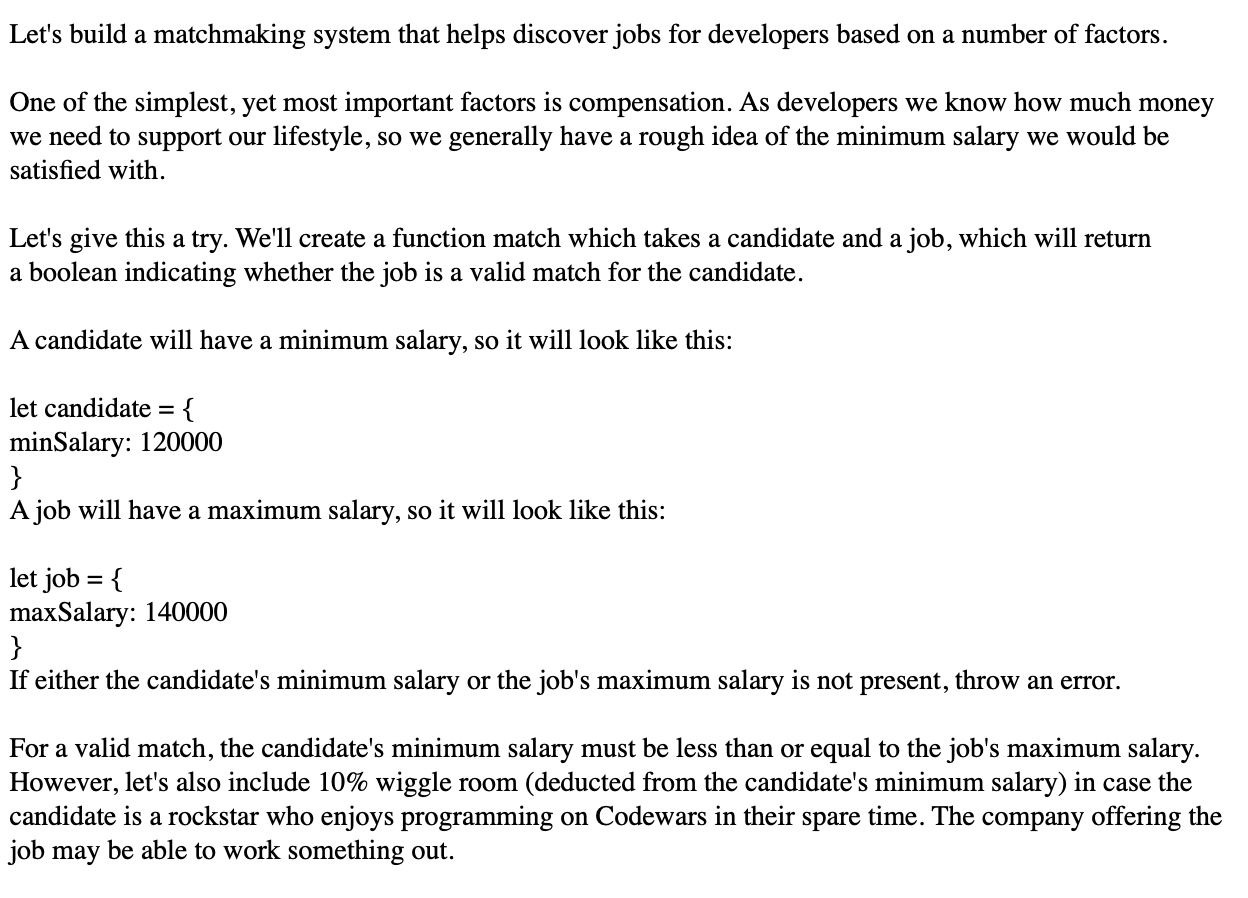 Let's build a matchmaking system that helps discover jobs for developers based on a number of factors.
One of the simplest, yet most important factors is compensation. As developers we know how much money
we need to support our lifestyle, so we generally have a rough idea of the minimum salary we would be
satisfied with.
Let's give this a try. We'll create a function match which takes a candidate and a job, which will return
a boolean indicating whether the job is a valid match for the candidate.
A candidate will have a minimum salary, so it will look like this:
let candidate = {
minSalary: 120000
}
A job will have a maximum salary, so it will look like this:
let job = {
maxSalary: 140000
}
If either the candidate's minimum salary or the job's maximum salary is not present, throw an error.
For a valid match, the candidate's minimum salary must be less than or equal to the job's maximum salary.
However, let's also include 10% wiggle room (deducted from the candidate's minimum salary) in case the
candidate is a rockstar who enjoys programming on Codewars in their spare time. The company offering the
job may be able to work something out.